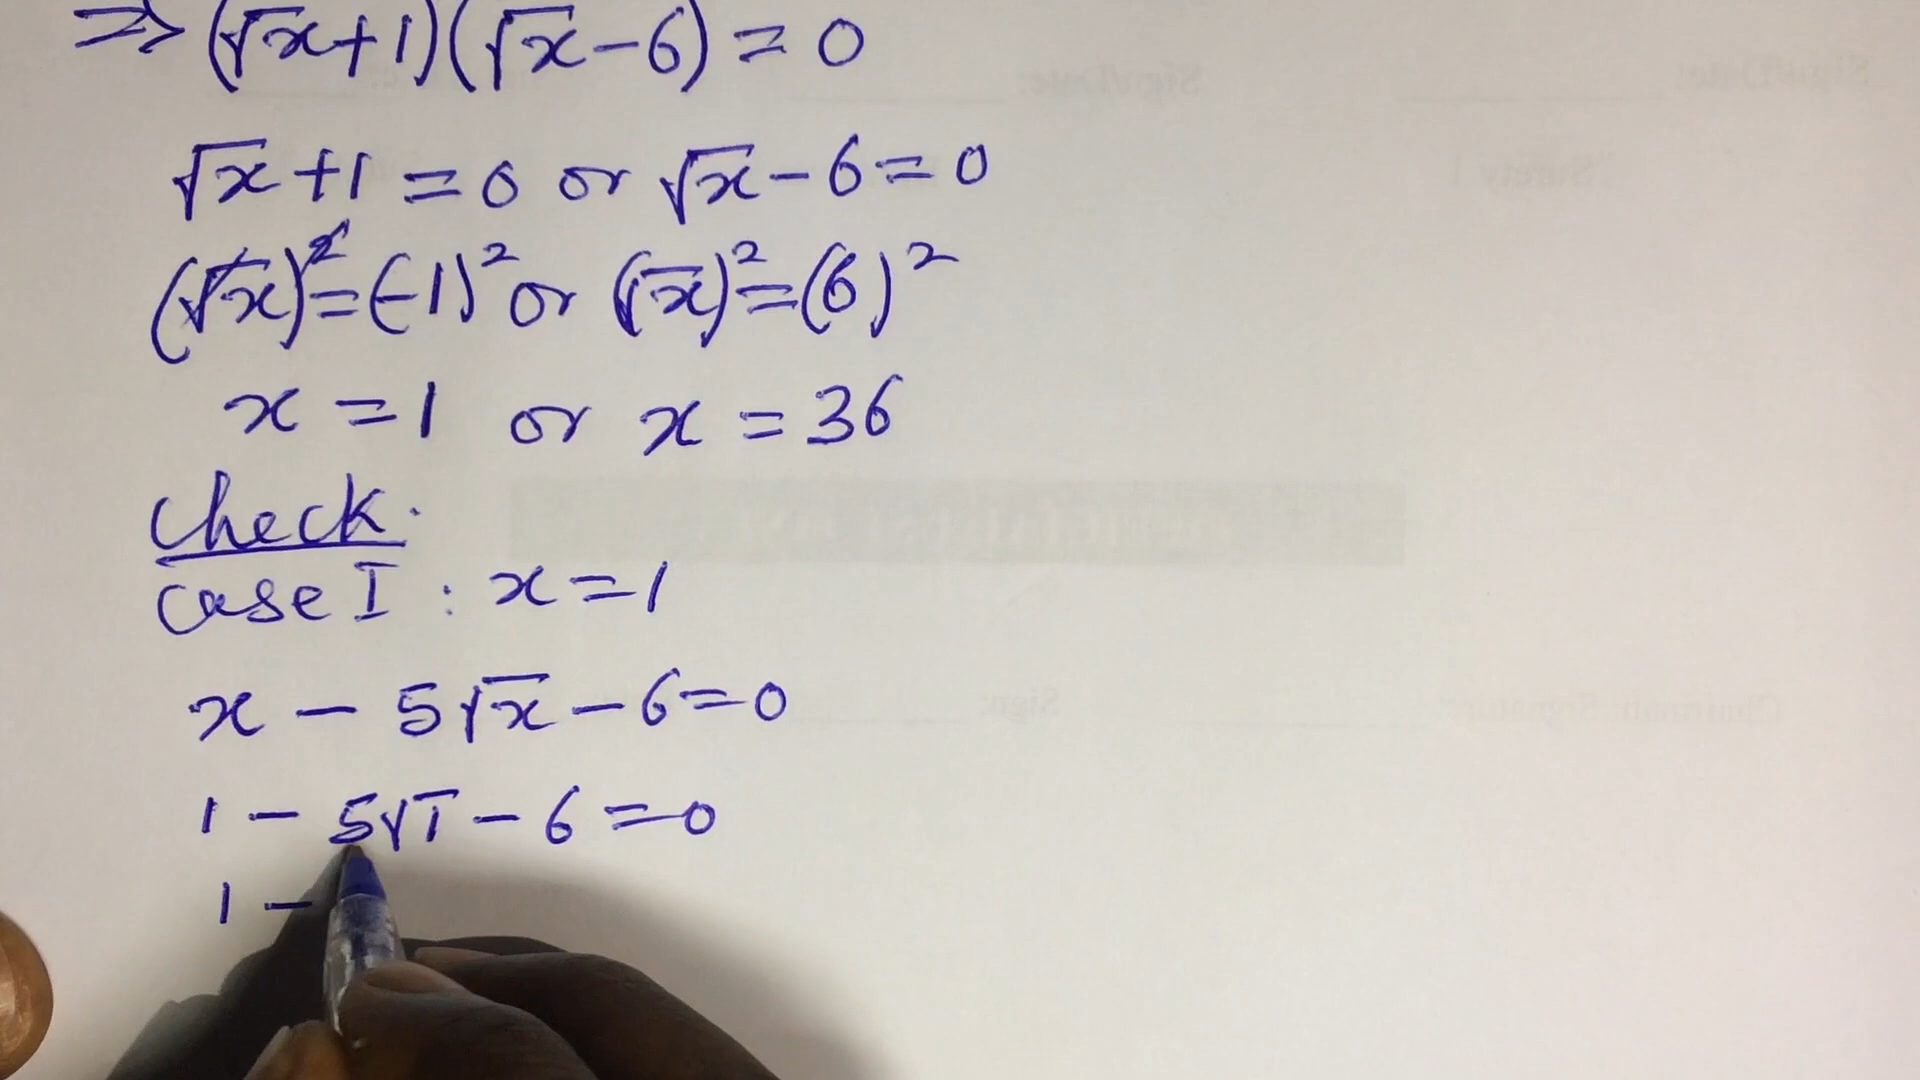 ⇒ (√x+1)(√x-6) = 0
√x+1 = 0 or √x-6=0
(√x)²=(-1)² or (√x)²=(6)²
x = 1 or x = 36
Check.
Case I : x = 1
x - 5√x - 6 = 0
1 - 5√1 - 6 = 0
1 -